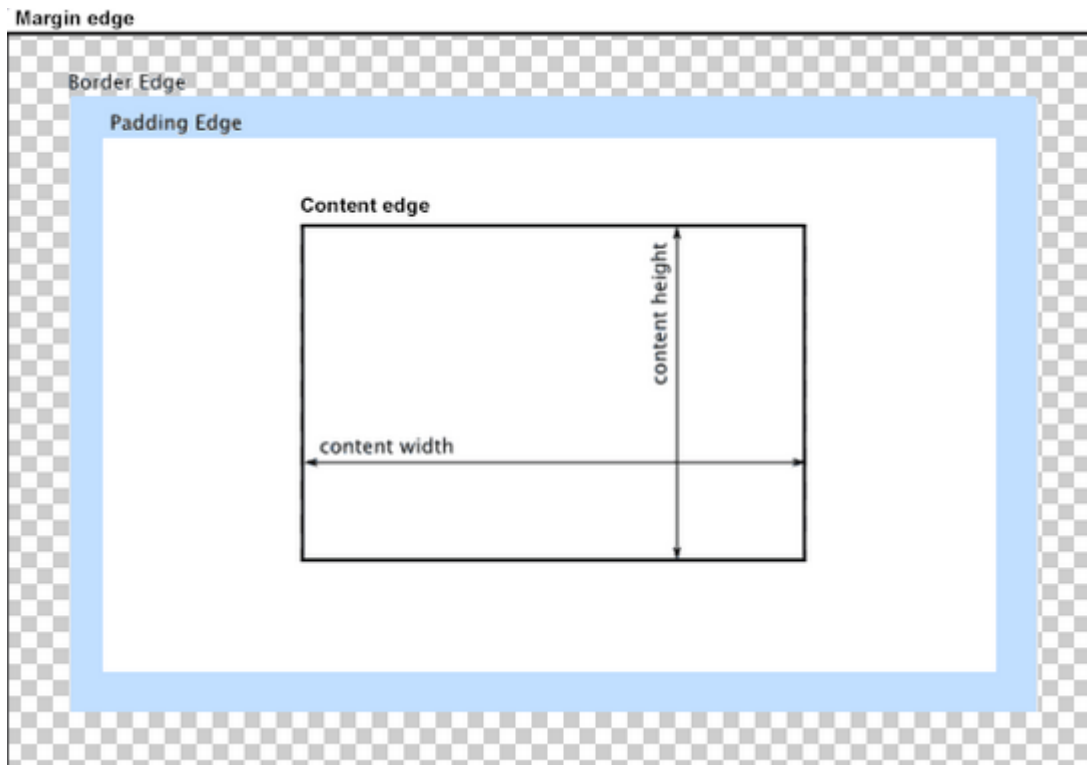 Margin edge
Border Edge
Padding Edge
Content edge
content height
content width